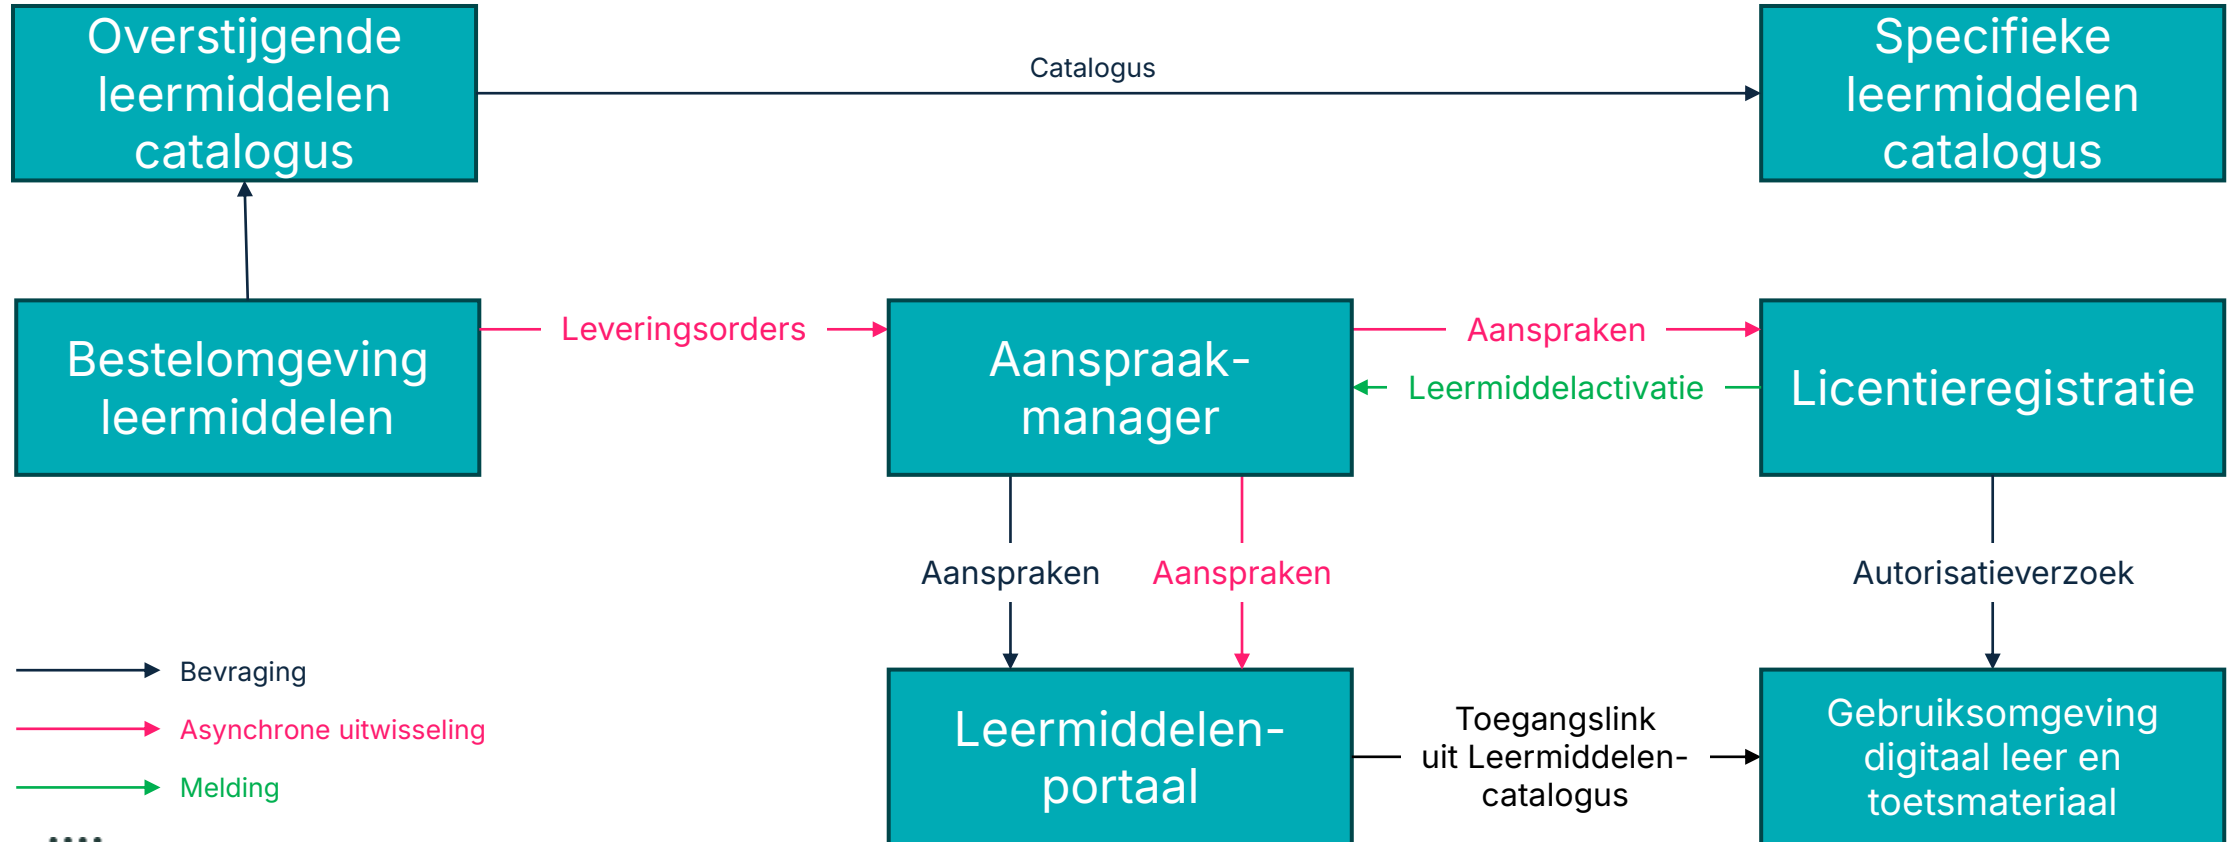 Overstijgende
leermiddelen
catalogus
Catalogus
Specifieke
leermiddelen
catalogus
Bestelomgeving
leermiddelen
Leveringsorders
Aanspraak-
manager
Aanspraken
Leermiddelactivatie
Licentieregistratie
Aanspraken
Aanspraken
Autorisatieverzoek
Bevraging
Asynchrone uitwisseling
Melding
Leermiddelen-
portaal
Toegangslink
uit Leermiddelen-
catalogus
Gebruiksomgeving
digitaal leer en
toetsmateriaal